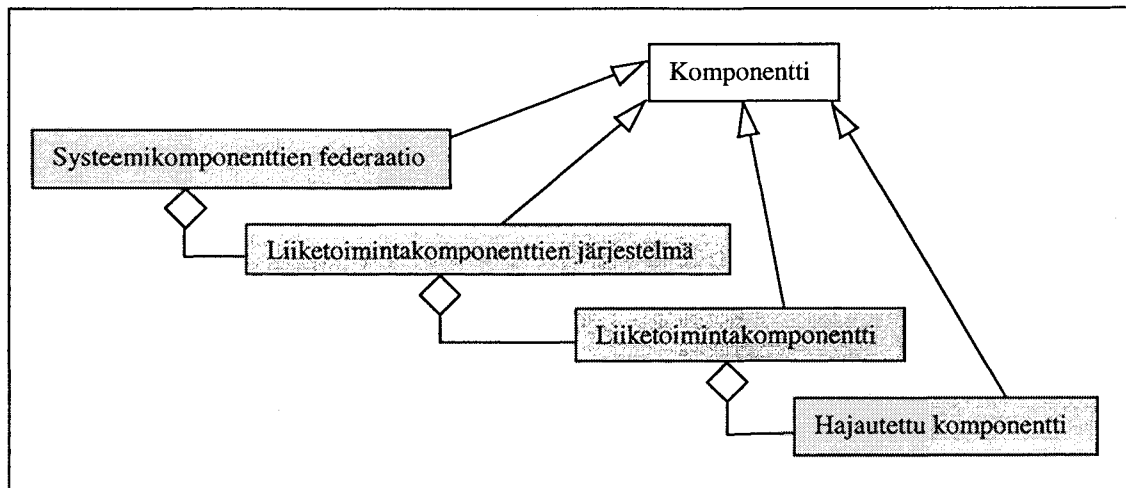 Komponentti
Systeemikomponenttien federaatio
Liiketoimintakomponenttien järjestelmä
Liiketoimintakomponentti
Hajautettu komponentti